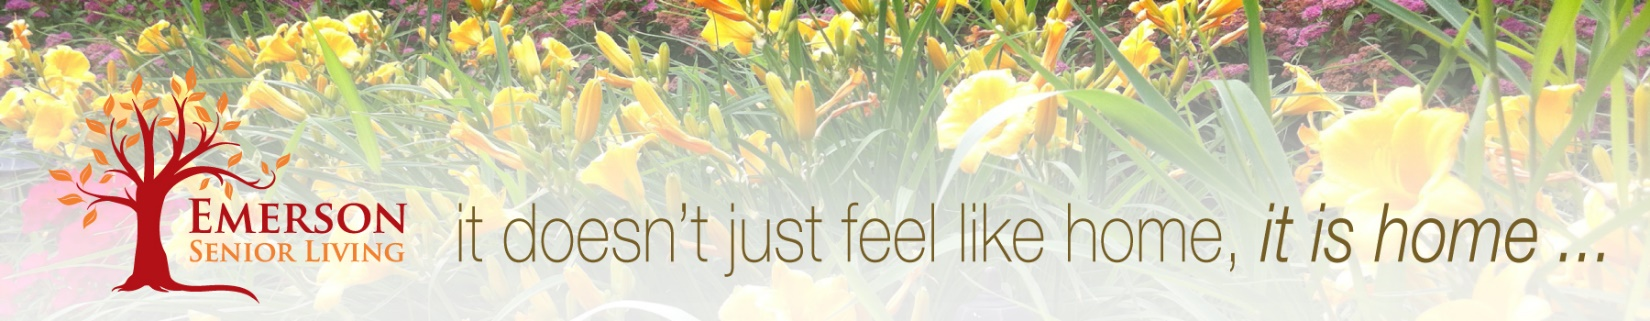 EMERSON
SENIOR LIVING
it doesn't just feel like home, it is home ...